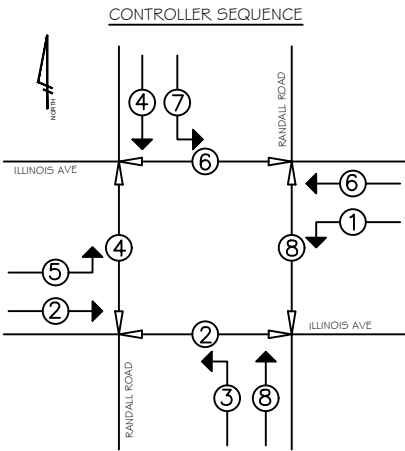 CONTROLLER SEQUENCE
NORTH
4
7
RANDALL ROAD
ILLINOIS AVE
6
6
1
4
8
5
2
2
ILLINOIS AVE
RANDALL ROAD
3
8